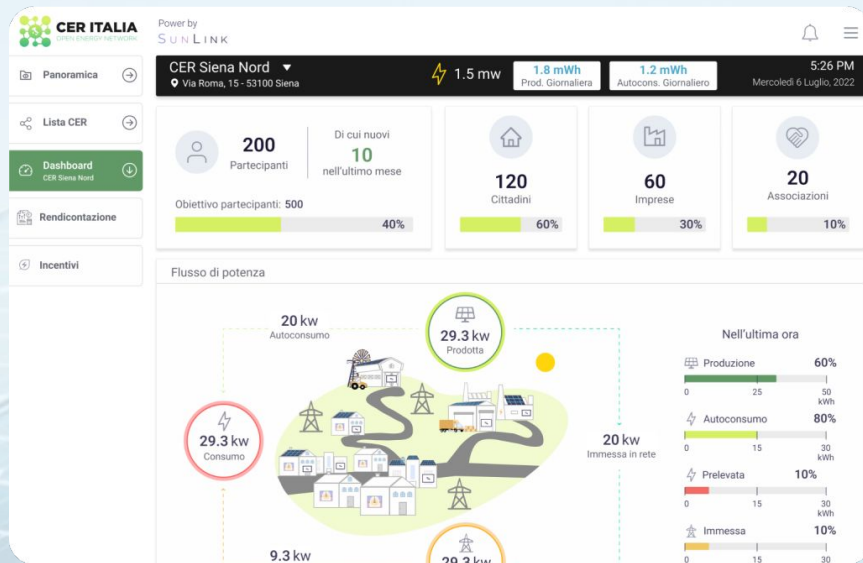 CER ITALIA
OPEN ENERGY NETWORK
Power by
SUNLINK
Panoramica
Lista CER
Dashboard
CER Siena Nord
Rendicontazione
Incentivi
CER Siena Nord
Via Roma, 15 - 53100 Siena
1.5 mw
1.8 mWh
Prod. Giornaliera
1.2 mWh
Autocons. Giornaliero
5:26 PM
Mercoledì 6 Luglio, 2022
200
Partecipanti
Di cui nuovi
10
nell'ultimo mese
Obiettivo partecipanti: 500
40%
120
Cittadini
60%
60
Imprese
30%
20
Associazioni
10%
Flusso di potenza
20 kw
Autoconsumo
29.3 kw
Prodotta
29.3 kw
Consumo
20 kw
Immessa in rete
9.3 kw
29.3 kw
Nell'ultima ora
Produzione 60%
0 25 50
kWh
Autoconsumo 80%
0 15 30
kWh
Prelevata 10%
0 15 30
kWh
Immessa 10%
0 15 30